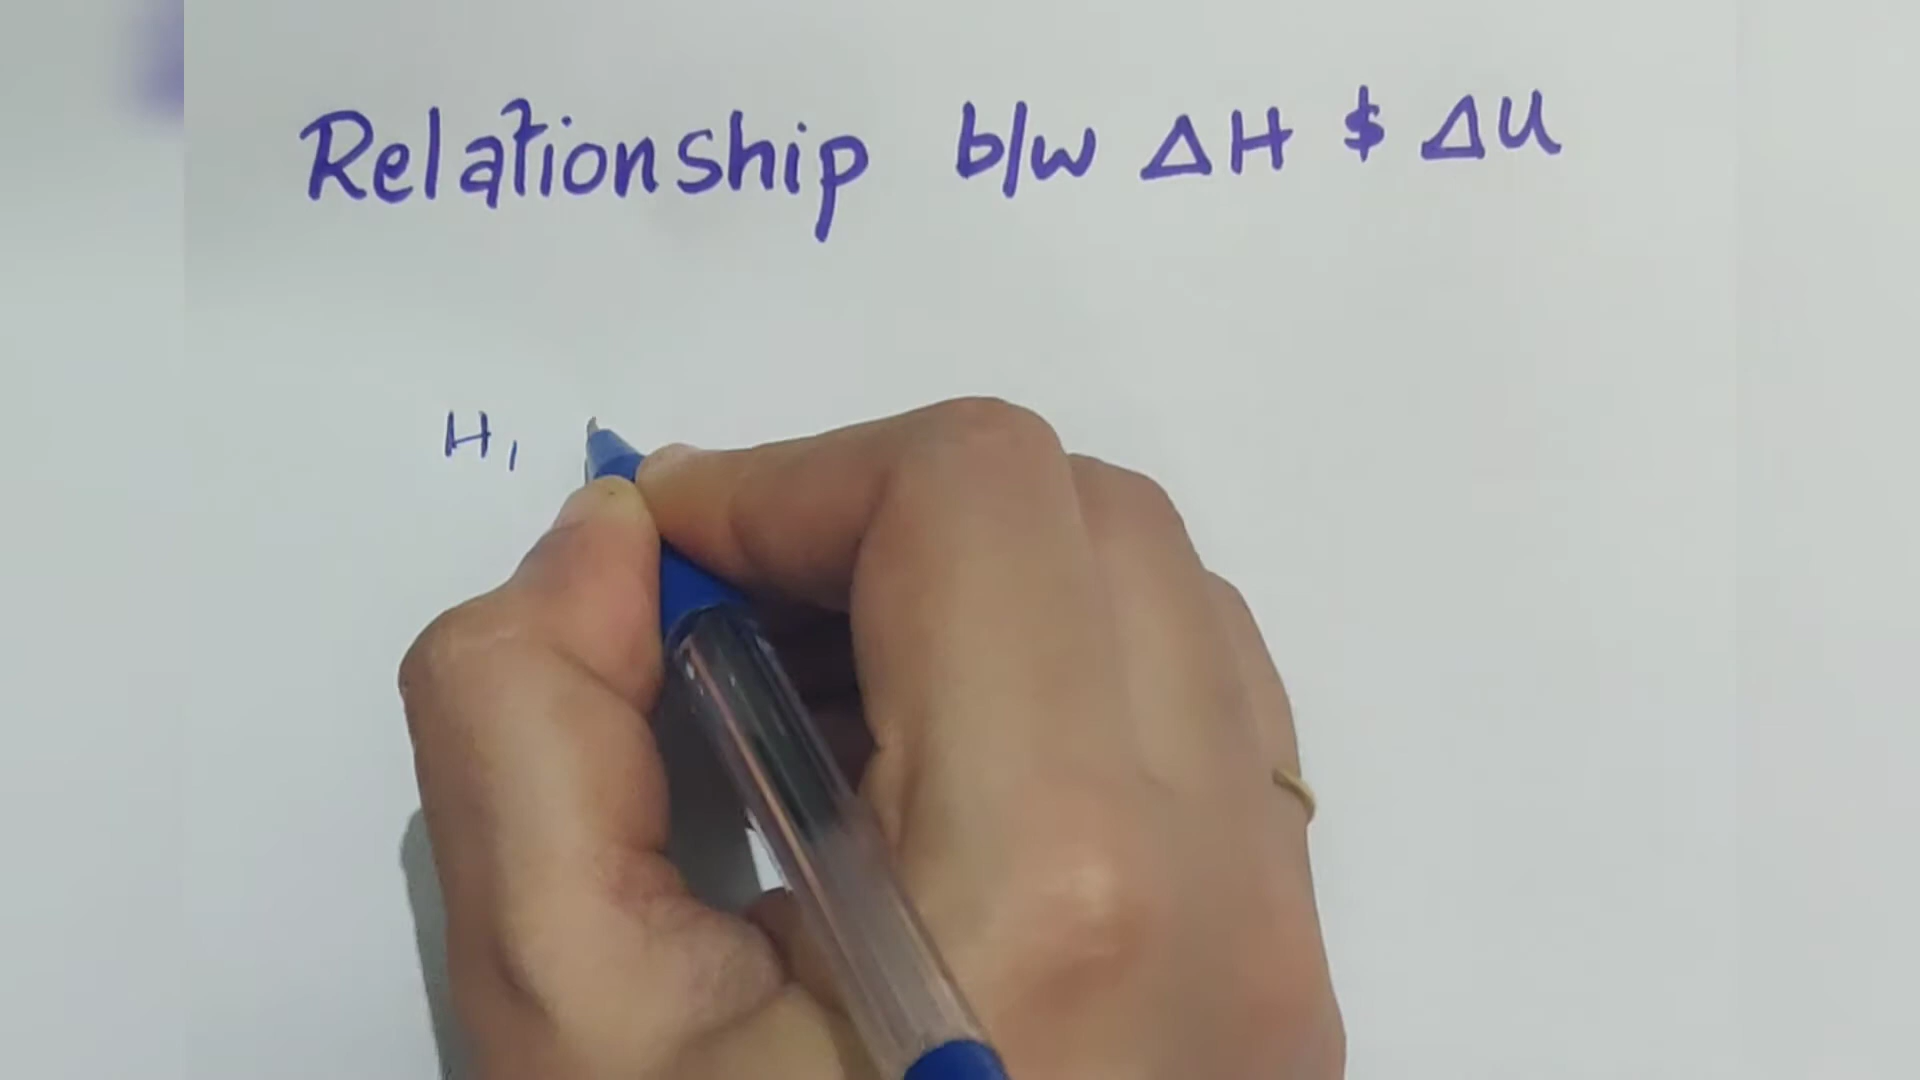 Relationship b/w ΔH & ΔU
H₁